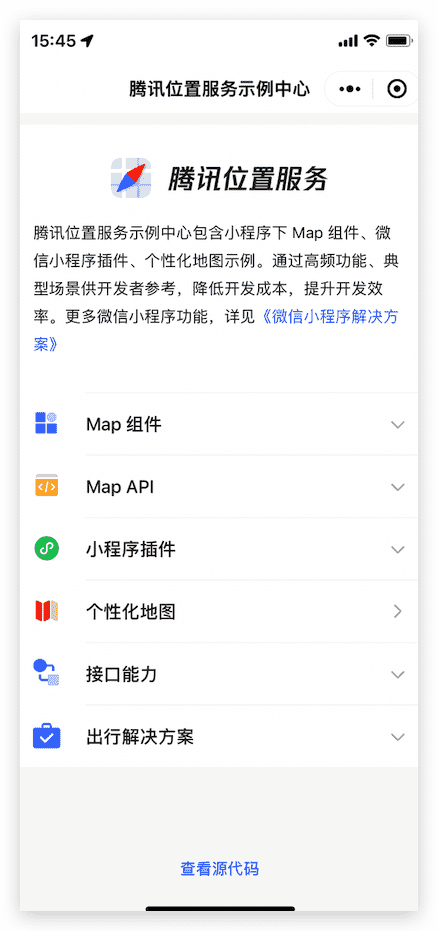 15:45
腾讯位置服务示例中心
腾讯位置服务
腾讯位置服务示例中心包含小程序下 Map 组件、微
信小程序插件、个性化地图示例。通过高频功能、典
型场景供开发者参考，降低开发成本，提升开发效
率。更多微信小程序功能，详见《微信小程序解决方
案》
Map 组件
Map API
小程序插件
个性化地图
接口能力
出行解决方案
查看源代码